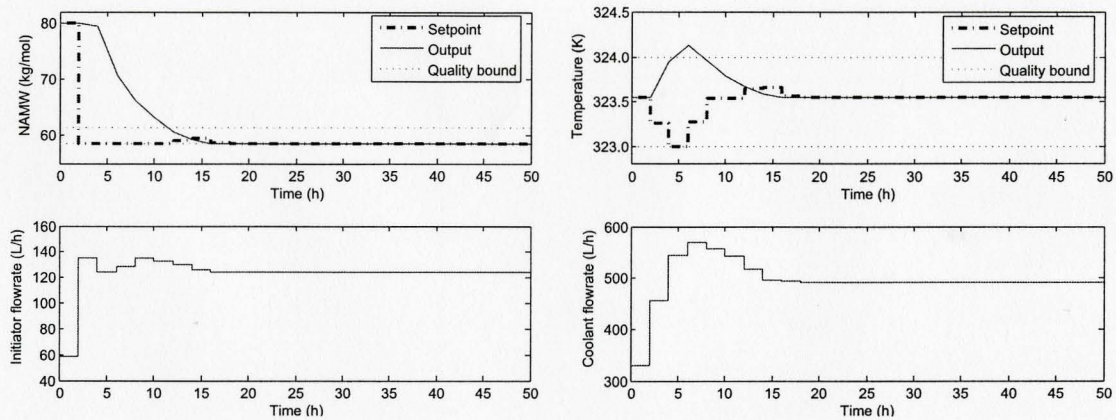 NAMW (kg/mol)
80
70
60
Setpoint
Output
Quality bound
0 5 10 15 20 25 30 35 40 45 50
Time (h)
Temperature (K)
324.5
324.0
323.5
323.0
Setpoint
Output
Quality bound
0 5 10 15 20 25 30 35 40 45 50
Time (h)
Initiator flowrate (L/h)
160
140
120
100
80
60
40
0 5 10 15 20 25 30 35 40 45 50
Time (h)
Coolant flowrate (L/h)
600
500
400
300
0 5 10 15 20 25 30 35 40 45 50
Time (h)